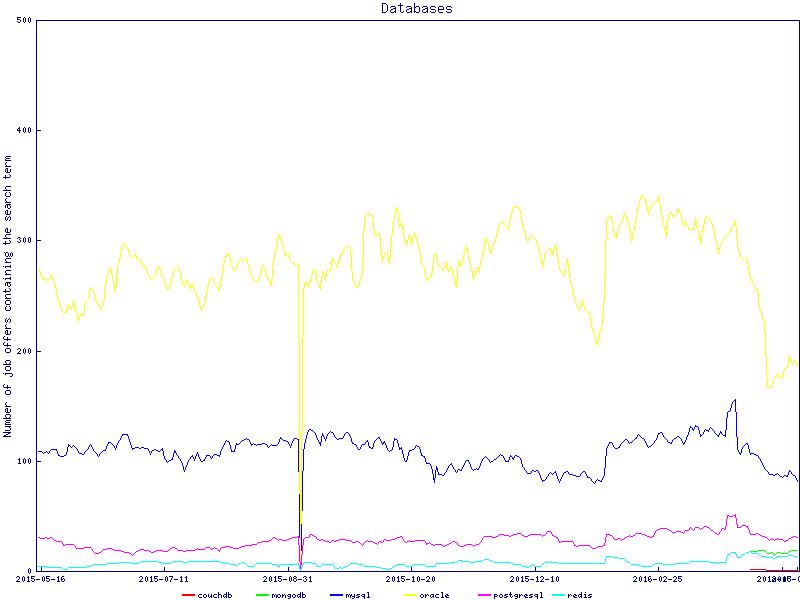 Databases
Number of job offers containing the search term
500
400
300
200
100
0
2015-05-16 2015-07-11 2015-08-31 2015-10-20 2015-12-10 2016-02-25
couchdb mongodb mysql oracle postgresql redis